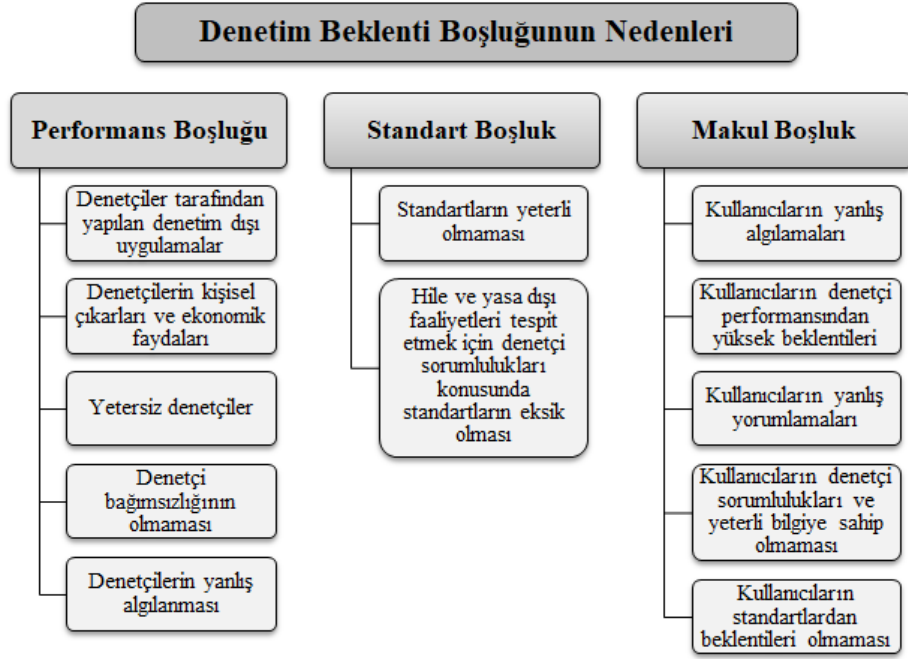 Denetim Beklenti Boşluğunun Nedenleri
Performans Boşluğu
Denetçiler tarafından
yapılan denetim dışı
uygulamalar
Denetçilerin kişisel
çıkarları ve ekonomik
faydaları
Yetersiz denetçiler
Denetçi
bağımsızlığının
olmaması
Denetçilerin yanlış
algılanması
Standart Boşluk
Standartların yeterli
olmaması
Hile ve yasa dışı
faaliyetleri tespit
etmek için denetçi
sorumlulukları
konusunda
standartların eksik
olması
Makul Boşluk
Kullanıcıların yanlış
algılamaları
Kullanıcıların denetçi
performansından
yüksek beklentileri
Kullanıcıların yanlış
yorumlamaları
Kullanıcıların denetçi
sorumlulukları ve
yeterli bilgiye sahip
olmaması
Kullanıcıların
standartlardan
beklentileri olmaması